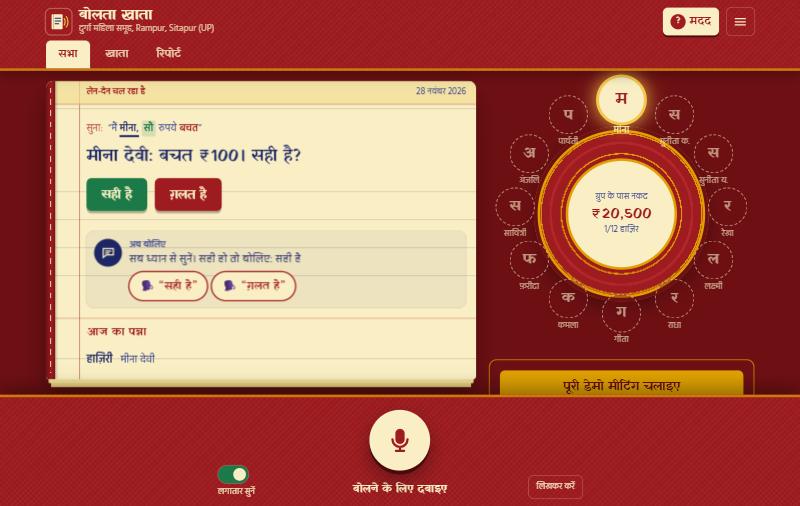 बोलता खाता
दुर्गा महिला समूह, Rampur, Sitapur (UP)
? मदद
सभा खाता रिपोर्ट
लेन-देन चल रहा है
28 नवंबर 2026
सुना: "मैं मीना, सौ रुपये बचत"
मीना देवी: बचत ₹100। सही है?
सही है
ग़लत है
अब बोलिए
सब ध्यान से सुनें। सही हो तो बोलिए: सही है
"सही है"
"ग़लत है"
आज का पन्ना
हाज़िरी मीना देवी
म
मीना
स
सुनीता क.
स
सुनीता य.
र
रेखा
ल
लक्ष्मी
र
राधा
ग
गीता
क
कमला
फ
फ़रीदा
स
सावित्री
अ
अंजलि
प
पार्वती
ग्रुप के पास नकद
₹20,500
1/12 हाज़िर
पूरी डेमो मीटिंग चलाइए
लगातार सुनें
बोलने के लिए दबाइए
लिखकर करें